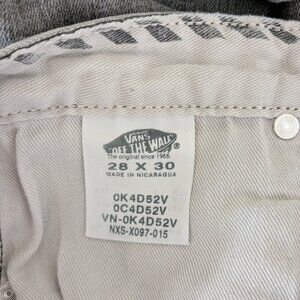 VANS
"OFF THE WALL"
The original since 1966.
28 X 30
MADE IN NICARAGUA
0K4D52V
0C4D52V
VN-0K4D52V
NXS-X097-015